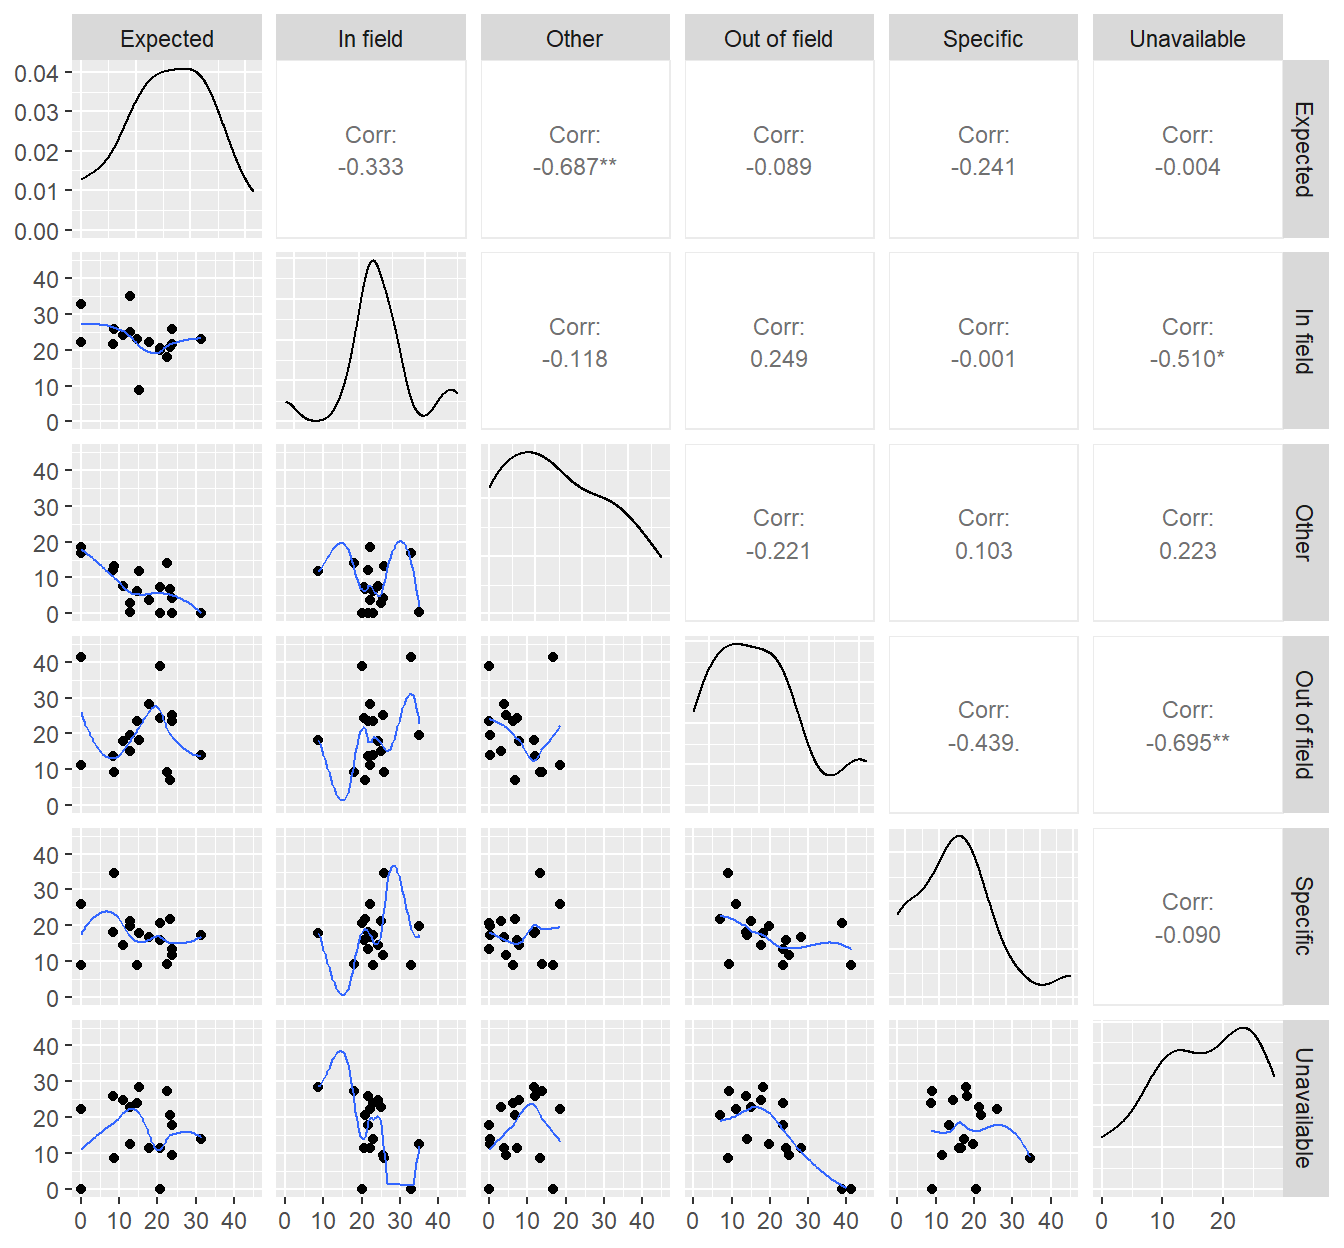 Expected
In field
Other
Out of field
Specific
Unavailable
0.04
0.03
0.02
0.01
0.00
Corr:
-0.333
Corr:
-0.687**
Corr:
-0.089
Corr:
-0.241
Corr:
-0.004
Expected
40
30
20
10
0
Corr:
-0.118
Corr:
0.249
Corr:
-0.001
Corr:
-0.510*
In field
40
30
20
10
0
Corr:
-0.221
Corr:
0.103
Corr:
0.223
Other
40
30
20
10
0
Corr:
-0.439.
Corr:
-0.695**
Out of field
40
30
20
10
0
Corr:
-0.090
Specific
40
30
20
10
0
Unavailable
0 10 20 30 40
0 10 20 30 40
0 10 20 30 40
0 10 20 30 40
0 10 20 30 40
0 10 20